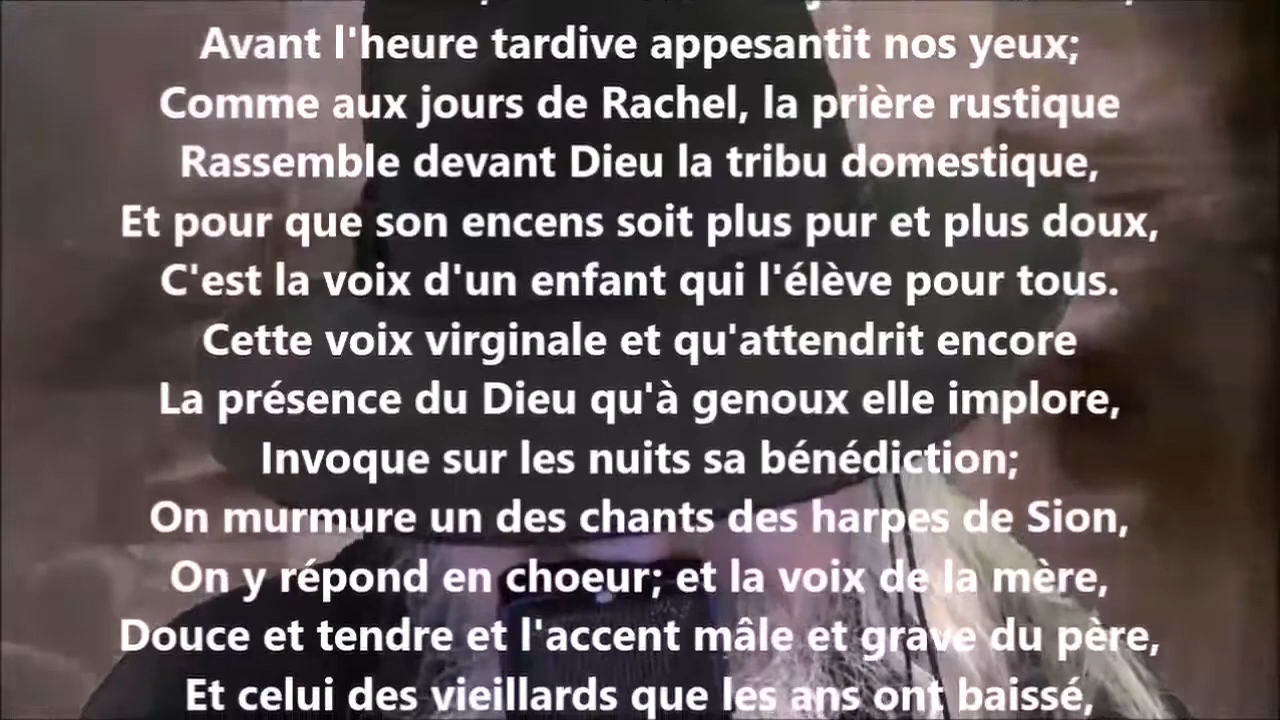 Avant l'heure tardive appesantit nos yeux;
Comme aux jours de Rachel, la prière rustique
Rassemble devant Dieu la tribu domestique,
Et pour que son encens soit plus pur et plus doux,
C'est la voix d'un enfant qui l'élève pour tous.
Cette voix virginale et qu'attendrit encore
La présence du Dieu qu'à genoux elle implore,
Invoque sur les nuits sa bénédiction;
On murmure un des chants des harpes de Sion,
On y répond en choeur; et la voix de la mère,
Douce et tendre et l'accent mâle et grave du père,
Et celui des vieillards que les ans ont baissé,